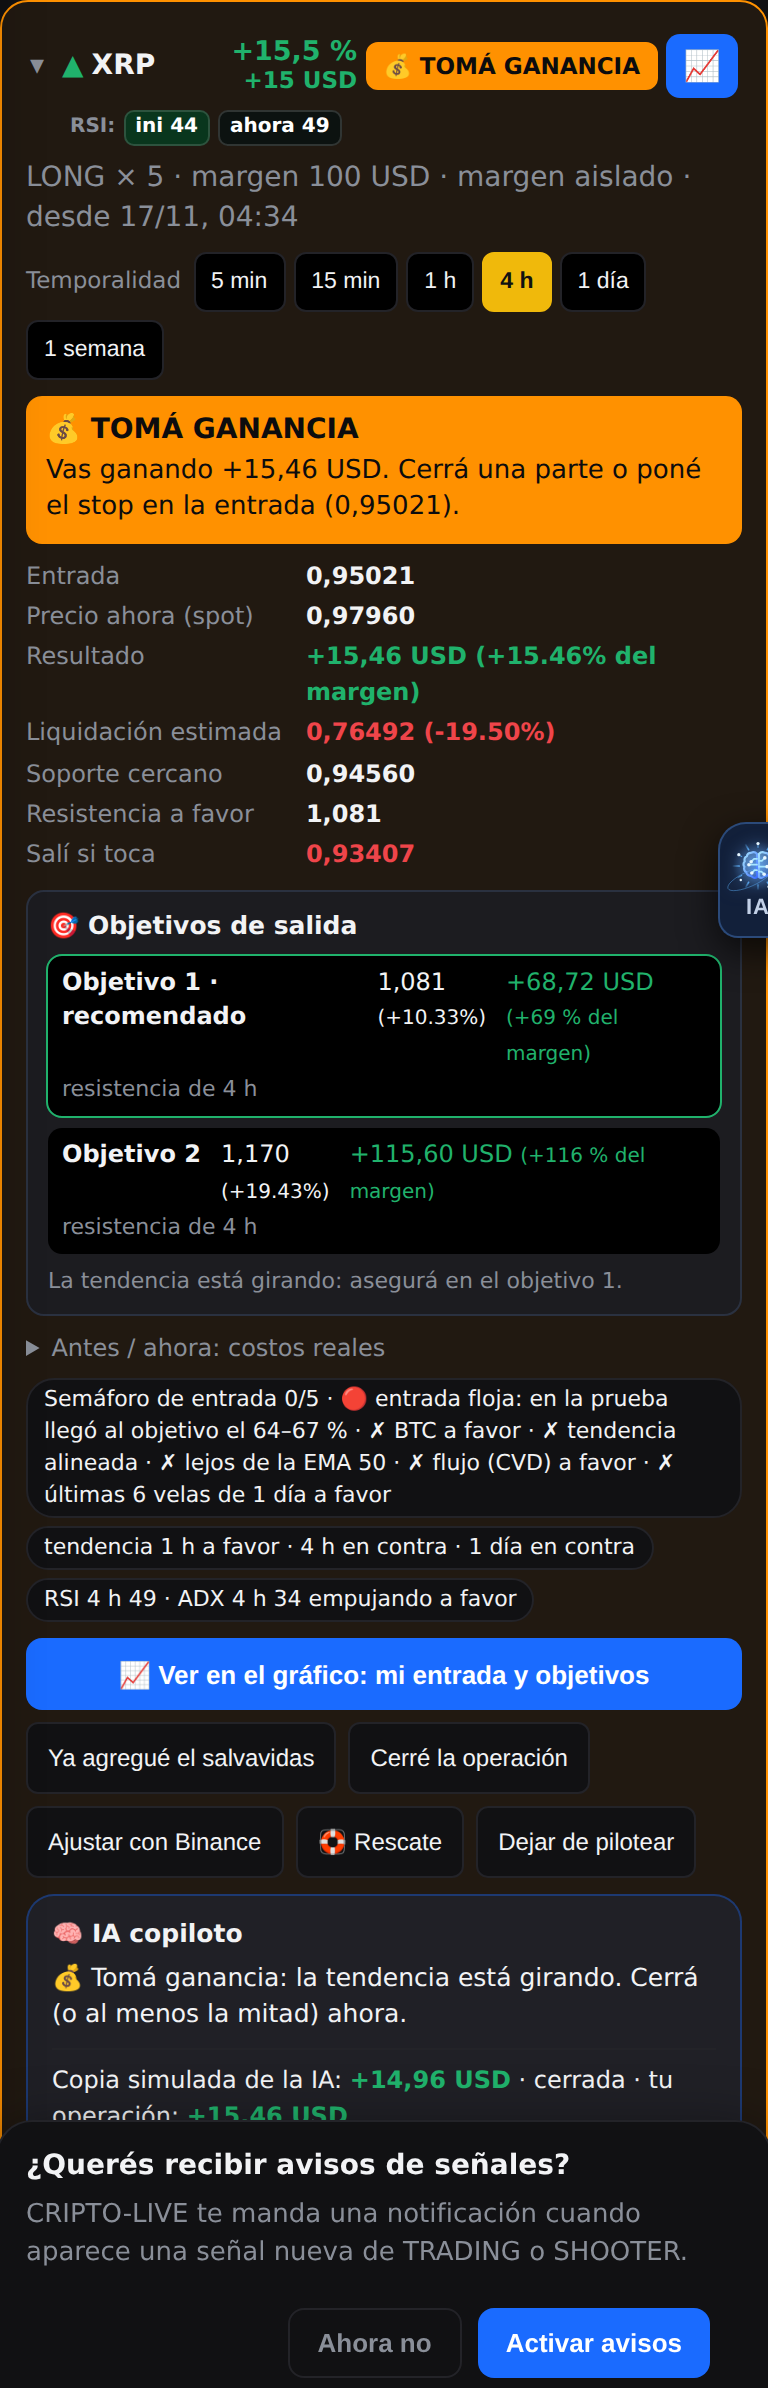 ▼ ▲ XRP +15,5 % 💰 TOMÁ GANANCIA 📈
+15 USD
RSI: ini 44 ahora 49
LONG × 5 · margen 100 USD · margen aislado ·
desde 17/11, 04:34
Temporalidad 5 min 15 min 1 h 4 h 1 día
1 semana
💰 TOMÁ GANANCIA
Vas ganando +15,46 USD. Cerrá una parte o poné
el stop en la entrada (0,95021).
Entrada 0,95021
Precio ahora (spot) 0,97960
Resultado +15,46 USD (+15.46% del
margen)
Liquidación estimada 0,76492 (-19.50%)
Soporte cercano 0,94560
Resistencia a favor 1,081
Salí si toca 0,93407
IA
🎯 Objetivos de salida
Objetivo 1 · 1,081 +68,72 USD
recomendado (+10.33%) (+69 % del
margen)
resistencia de 4 h
Objetivo 2 1,170 +115,60 USD (+116 % del
(+19.43%) margen)
resistencia de 4 h
La tendencia está girando: asegurá en el objetivo 1.
▶ Antes / ahora: costos reales
Semáforo de entrada 0/5 · 🔴 entrada floja: en la prueba
llegó al objetivo el 64–67 % · ✗ BTC a favor · ✗ tendencia
alineada · ✗ lejos de la EMA 50 · ✗ flujo (CVD) a favor · ✗
últimas 6 velas de 1 día a favor
tendencia 1 h a favor · 4 h en contra · 1 día en contra
RSI 4 h 49 · ADX 4 h 34 empujando a favor
📈 Ver en el gráfico: mi entrada y objetivos
Ya agregué el salvavidas Cerré la operación
Ajustar con Binance 🛟 Rescate Dejar de pilotear
🧠 IA copiloto
💰 Tomá ganancia: la tendencia está girando. Cerrá
(o al menos la mitad) ahora.
Copia simulada de la IA: +14,96 USD · cerrada · tu
operación: +15,46 USD
¿Querés recibir avisos de señales?
CRIPTO-LIVE te manda una notificación cuando
aparece una señal nueva de TRADING o SHOOTER.
Ahora no Activar avisos